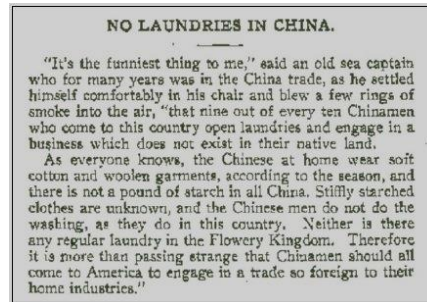 NO LAUNDRIES IN CHINA.
"It's the funniest thing to me," said an old sea captain
who for many years was in the China trade, as he settled
himself comfortably in his chair and blew a few rings of
smoke into the air, "that nine out of every ten Chinamen
who come to this country open laundries and engage in a
business which does not exist in their native land.
As everyone knows, the Chinese at home wear soft
cotton and woolen garments, according to the season, and
there is not a pound of starch in all China. Stiffly starched
clothes are unknown, and the Chinese men do not do the
washing, as they do in this country. Neither is there
any regular laundry in the Flowery Kingdom. Therefore
it is more than passing strange that Chinamen should all
come to America to engage in a trade so foreign to their
home industries."